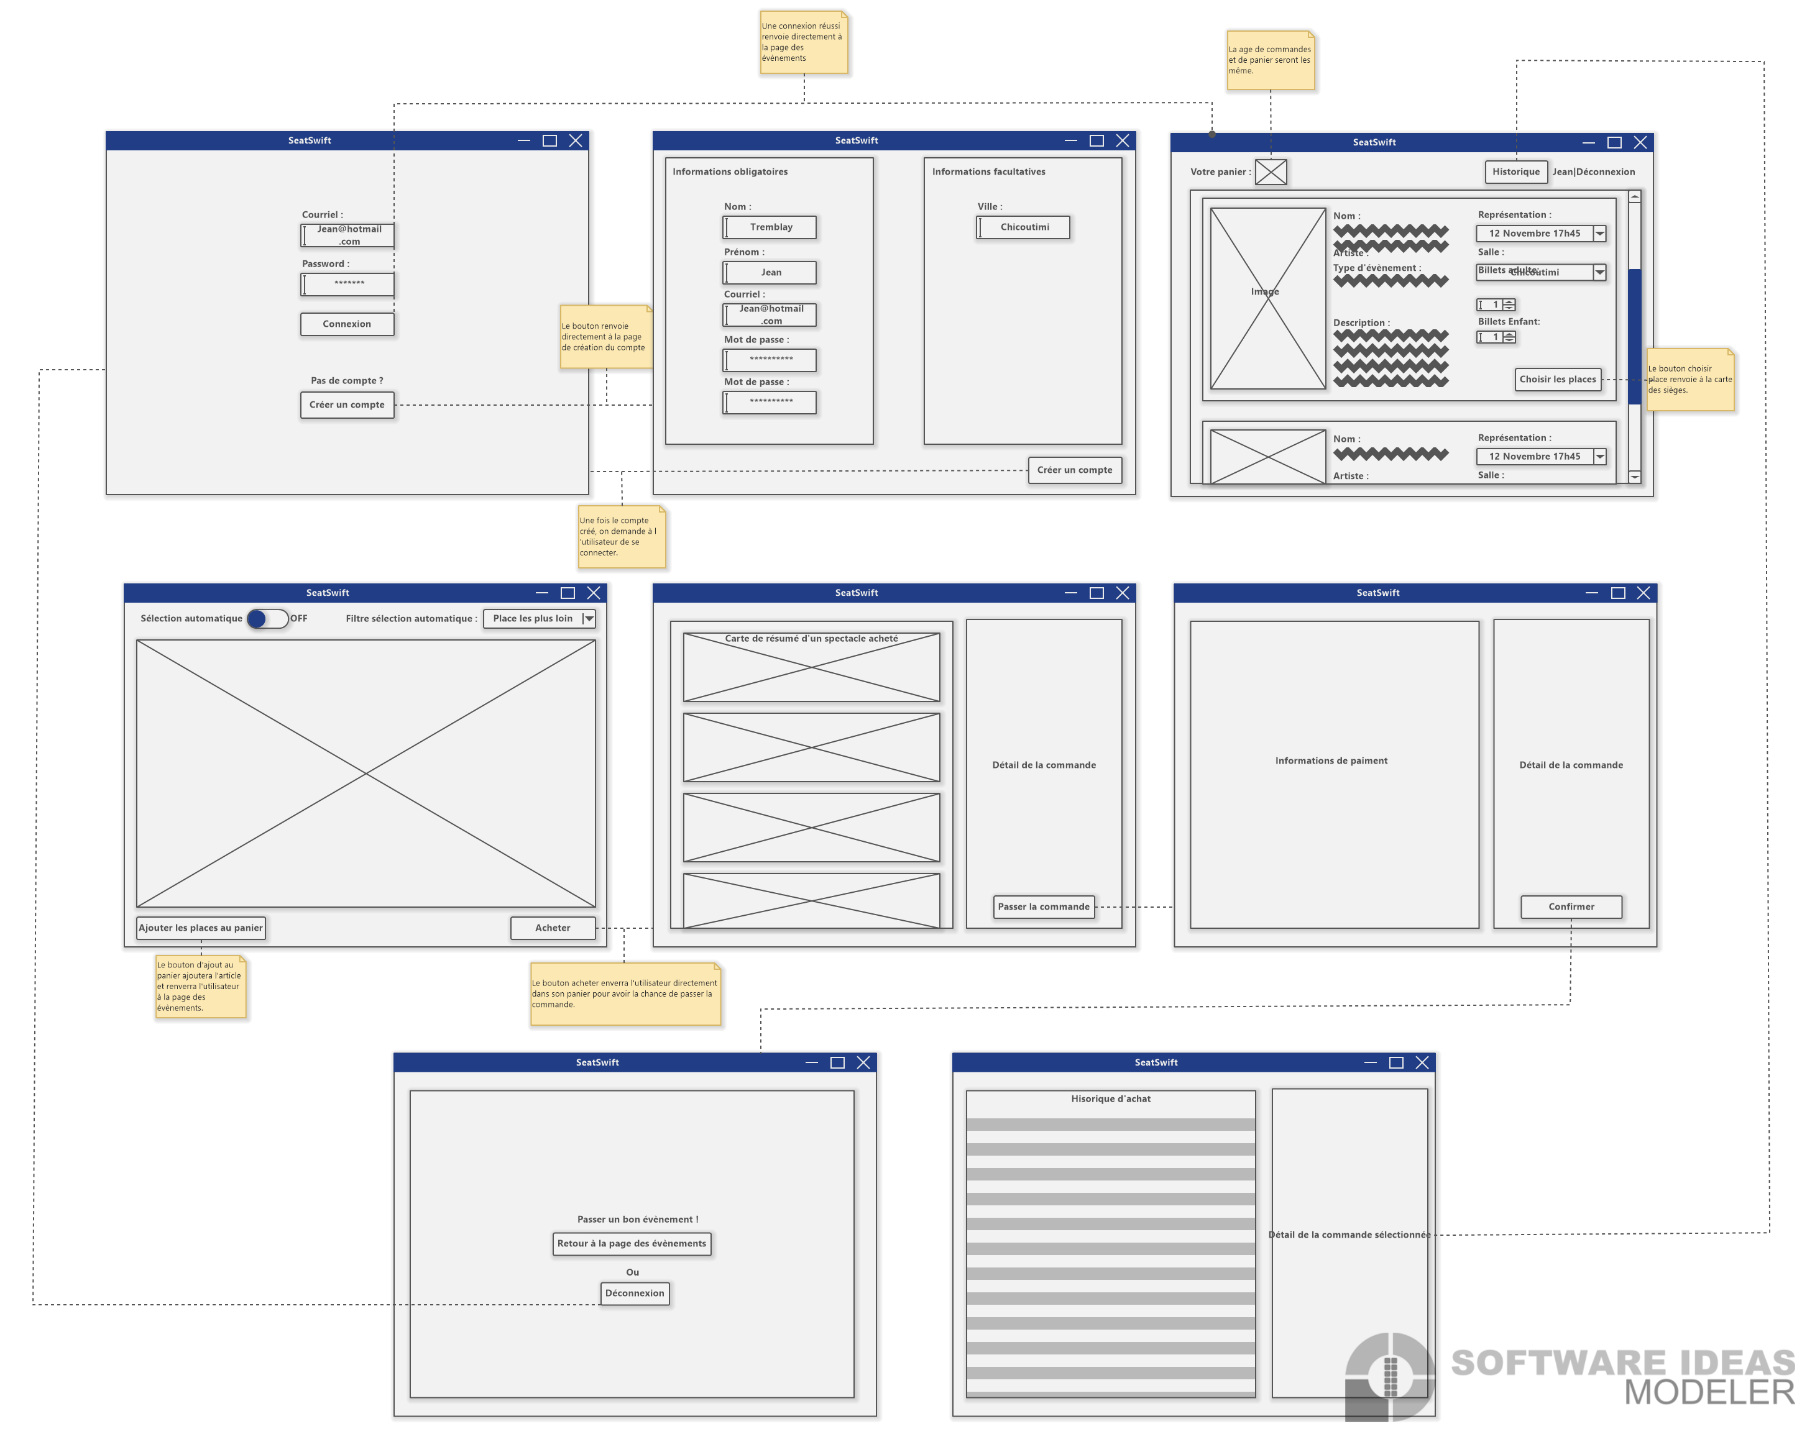 Une connexion réussi
renvoie directement à
la page des
évènements
La age de commandes
et de panier seront les
même.
SeatSwift
Courriel :
Jean@hotmail
.com
Password :
*******
Connexion
Pas de compte ?
Créer un compte
Le bouton renvoie
directement à la page
de création du compte
SeatSwift
Informations obligatoires
Nom :
Tremblay
Prénom :
Jean
Courriel :
Jean@hotmail
.com
Mot de passe :
**********
Mot de passe :
**********
Informations facultatives
Ville :
Chicoutimi
Créer un compte
Une fois le compte
créé, on demande à l
'utilisateur de se
connecter.
SeatSwift
Votre panier :
Historique
Jean|Déconnexion
Image
Nom :
Artiste :
Type d'évènement :
Description :
Représentation :
12 Novembre 17h45
Salle :
Billets adulte:
Chicoutimi
1
Billets Enfant:
1
Choisir les places
Le bouton choisir
place renvoie à la carte
des sièges.
Nom :
Artiste :
Représentation :
12 Novembre 17h45
Salle :
SeatSwift
Sélection automatique
OFF
Filtre sélection automatique :
Place les plus loin
Ajouter les places au panier
Acheter
Le bouton d'ajout au
panier ajoutera l'article
et renverra l'utilisateur
à la page des
évènements.
Le bouton acheter enverra l'utilisateur directement
dans son panier pour avoir la chance de passer la
commande.
SeatSwift
Carte de résumé d'un spectacle acheté
Détail de la commande
Passer la commande
SeatSwift
Informations de paiment
Détail de la commande
Confirmer
SeatSwift
Passer un bon évènement !
Retour à la page des évènements
Ou
Déconnexion
SeatSwift
Hisorique d'achat
Détail de la commande sélectionnée
SOFTWARE IDEAS
MODELER